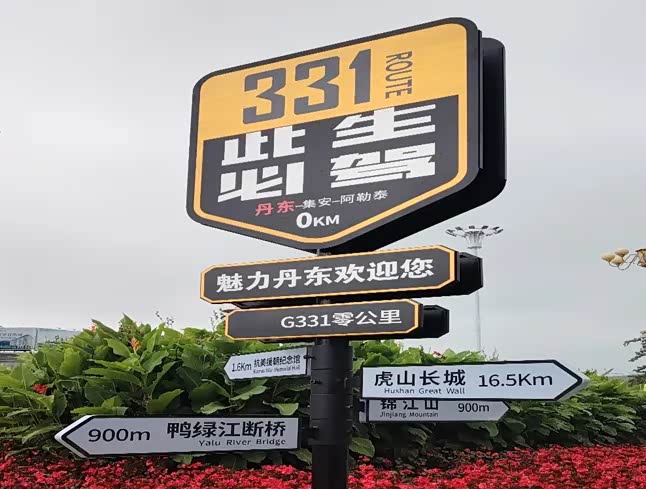 331
ROUTE
此生
必驾
丹东-集安-阿勒泰
0KM
魅力丹东欢迎您
G331零公里
1.6Km 抗美援朝纪念馆
虎山长城 16.5Km
Hushan Great Wall
锦江山 900m
Jinjiang Mountain
900m 鸭绿江断桥
Yalu River Bridge